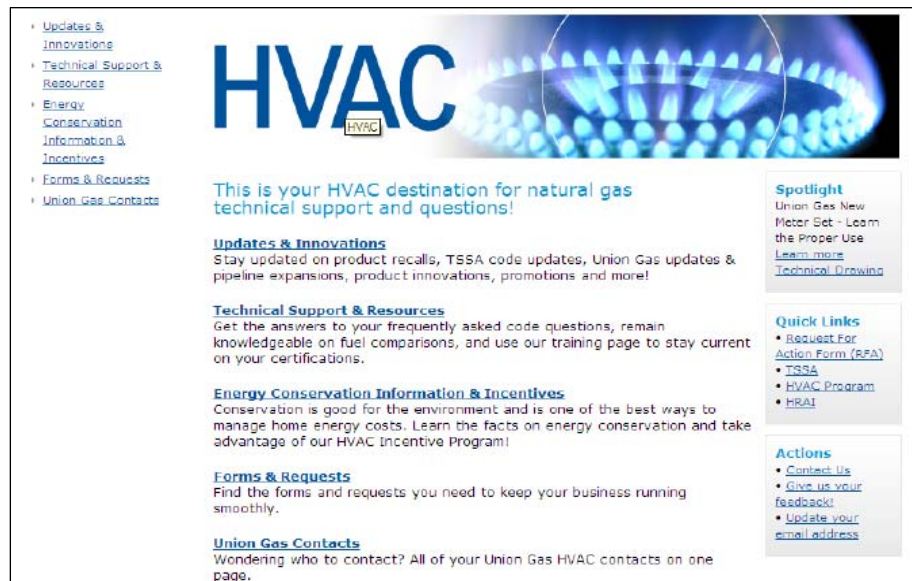 Updates &
Innovations
Technical Support &
Resources
Energy
Conservation
Information &
Incentives
Forms & Requests
Union Gas Contacts
HVAC
HVAC
This is your HVAC destination for natural gas
technical support and questions!
Updates & Innovations
Stay updated on product recalls, TSSA code updates, Union Gas updates &
pipeline expansions, product innovations, promotions and more!
Technical Support & Resources
Get the answers to your frequently asked code questions, remain
knowledgeable on fuel comparisons, and use our training page to stay current
on your certifications.
Energy Conservation Information & Incentives
Conservation is good for the environment and is one of the best ways to
manage home energy costs. Learn the facts on energy conservation and take
advantage of our HVAC Incentive Program!
Forms & Requests
Find the forms and requests you need to keep your business running
smoothly.
Union Gas Contacts
Wondering who to contact? All of your Union Gas HVAC contacts on one
page.
Spotlight
Union Gas New
Meter Set - Learn
the Proper Use
Learn more
Technical Drawing
Quick Links
• Request For
Action Form (RFA)
• TSSA
• HVAC Program
• HRAI
Actions
• Contact Us
• Give us your
feedback!
• Update your
email address